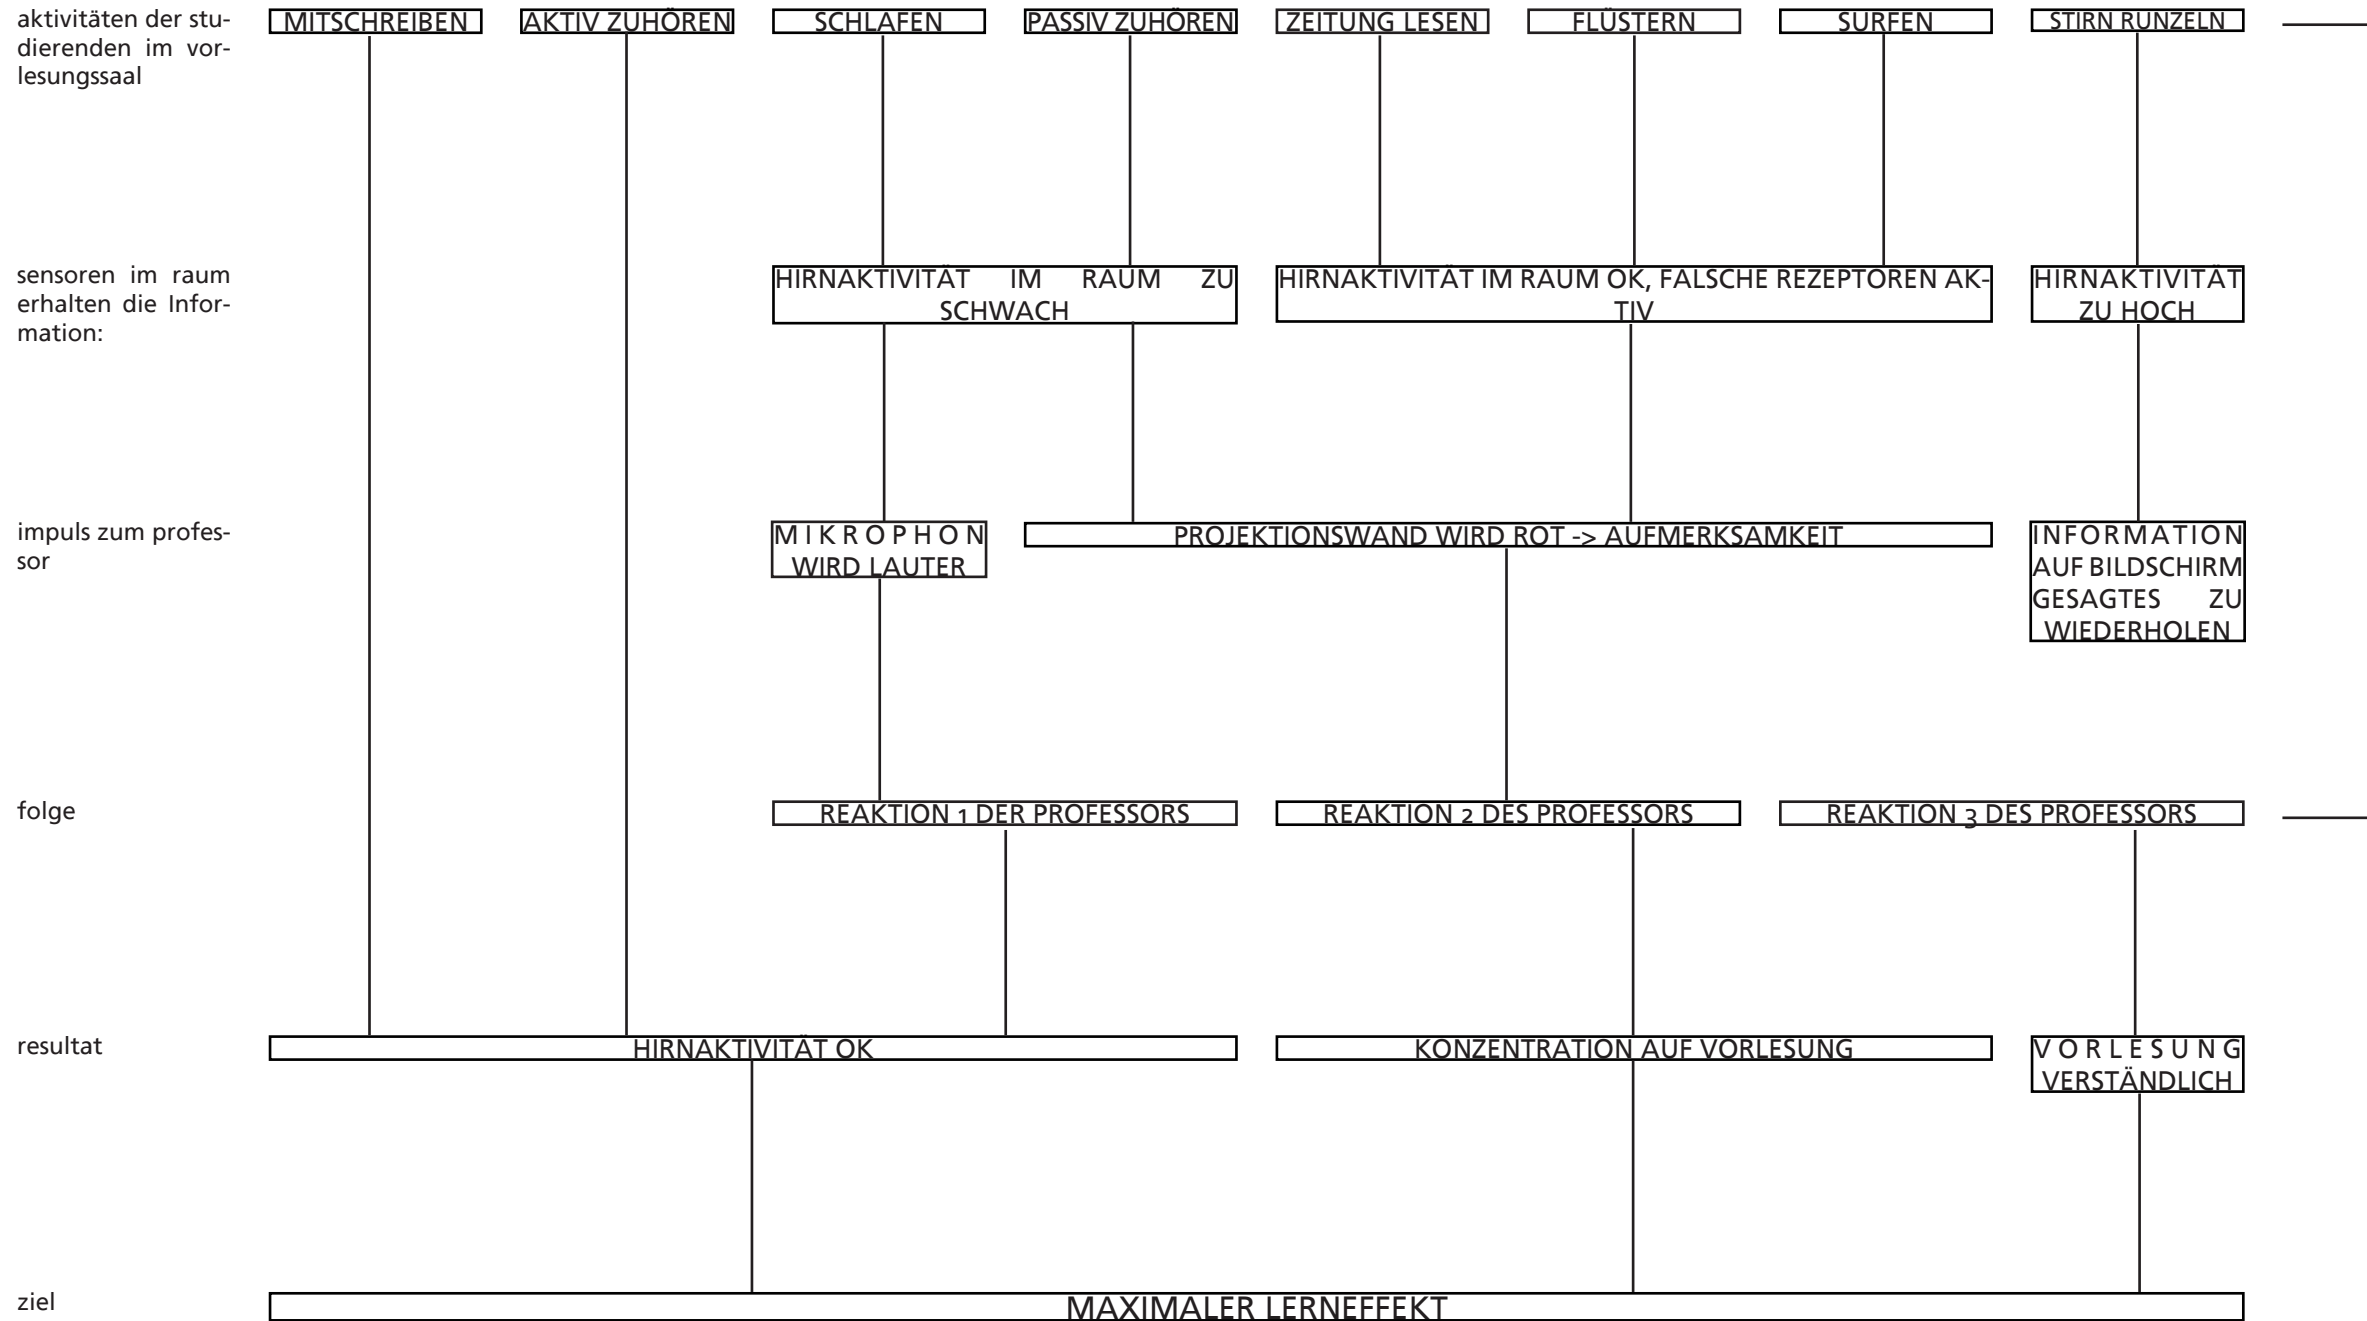 aktivitäten der stu-
dierenden im vor-
lesungssaal
MITSCHREIBEN
AKTIV ZUHÖREN
SCHLAFEN
PASSIV ZUHÖREN
ZEITUNG LESEN
FLÜSTERN
SURFEN
STIRN RUNZELN
sensoren im raum
erhalten die Infor-
mation:
HIRNAKTIVITÄT IM RAUM ZU
SCHWACH
HIRNAKTIVITÄT IM RAUM OK, FALSCHE REZEPTOREN AK-
TIV
HIRNAKTIVITÄT
ZU HOCH
impuls zum profes-
sor
MIKROPHON
WIRD LAUTER
PROJEKTIONSWAND WIRD ROT -> AUFMERKSAMKEIT
INFORMATION
AUF BILDSCHIRM
GESAGTES ZU
WIEDERHOLEN
folge
REAKTION 1 DER PROFESSORS
REAKTION 2 DES PROFESSORS
REAKTION 3 DES PROFESSORS
resultat
HIRNAKTIVITÄT OK
KONZENTRATION AUF VORLESUNG
VORLESUNG
VERSTÄNDLICH
ziel
MAXIMALER LERNEFFEKT